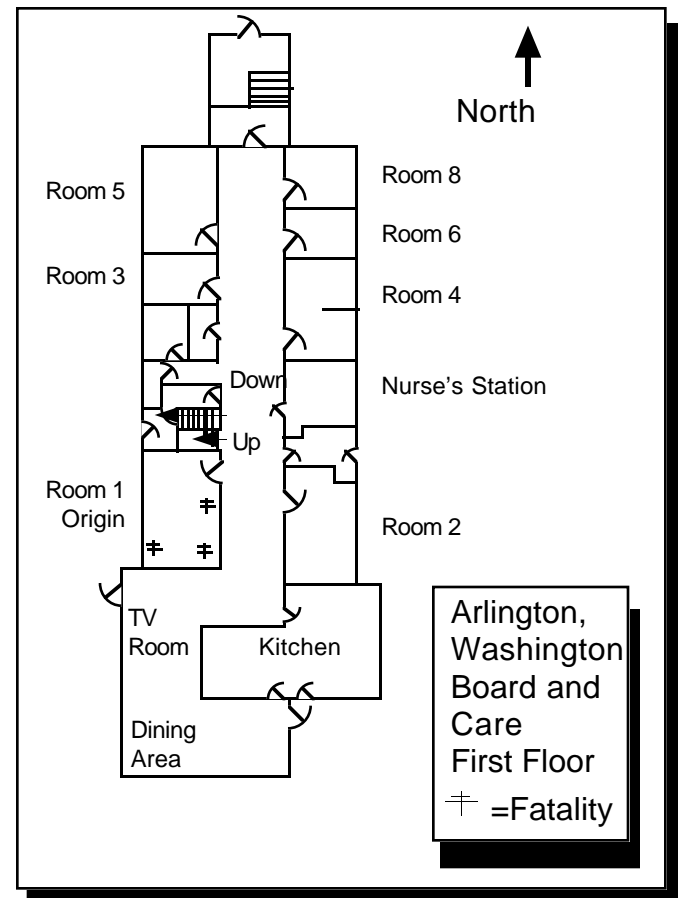 North
Room 5
Room 8
Room 6
Room 3
Room 4
Down
Nurse's Station
Up
Room 1
Origin
Room 2
TV
Room
Kitchen
Dining
Area
Arlington,
Washington
Board and
Care
First Floor
=Fatality